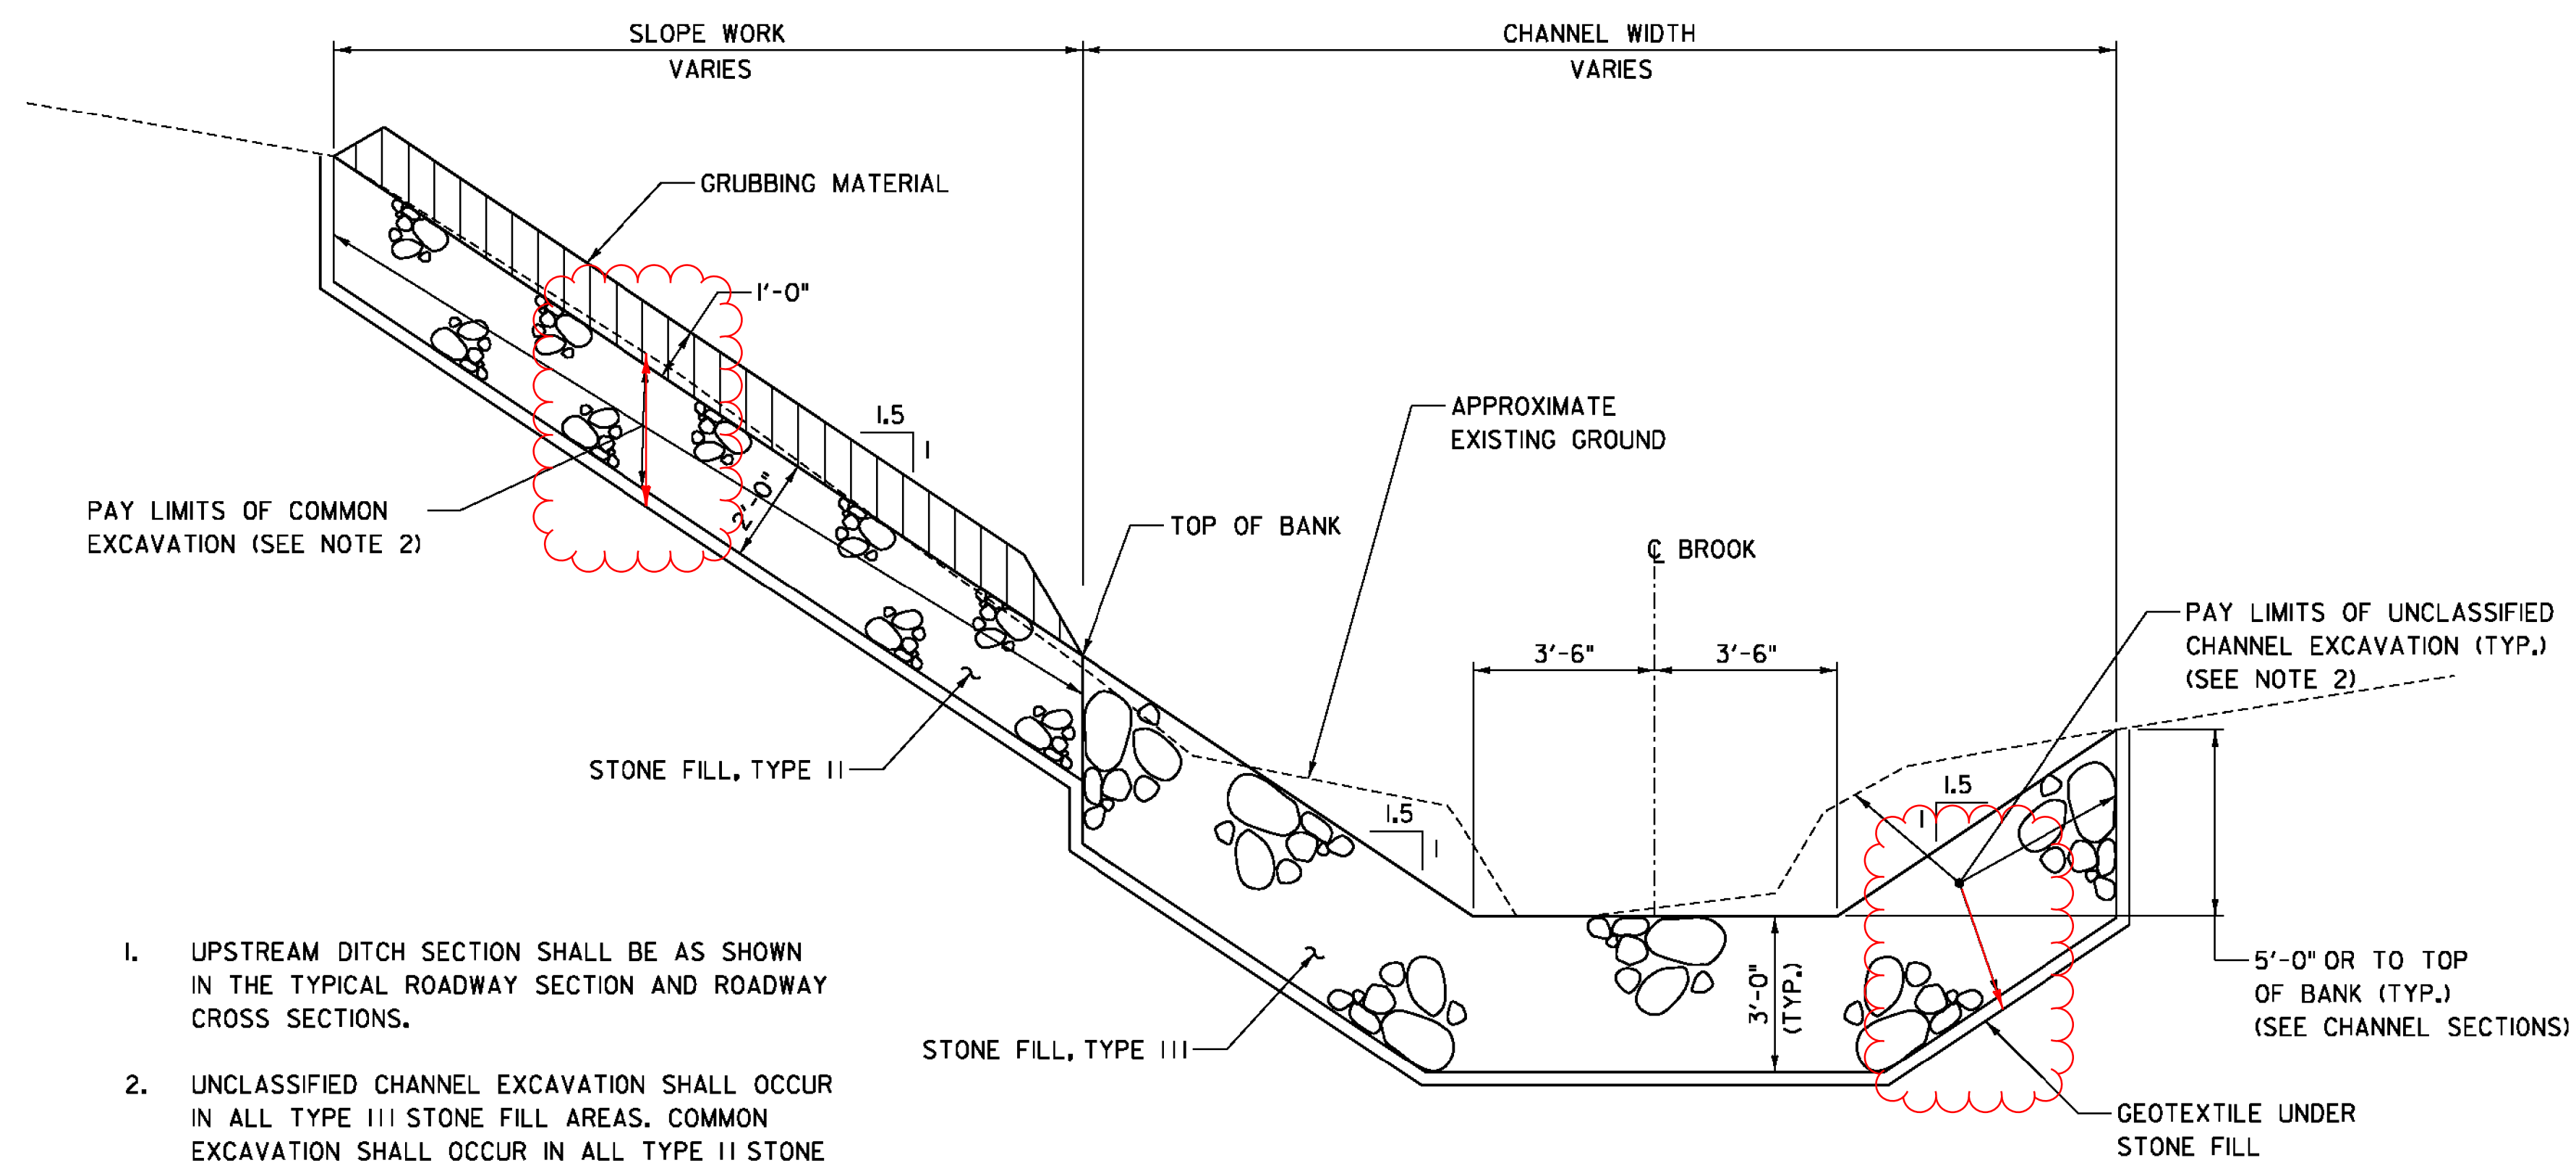 SLOPE WORK
VARIES
CHANNEL WIDTH
VARIES
GRUBBING MATERIAL
1'-0"
1.5
1
APPROXIMATE
EXISTING GROUND
PAY LIMITS OF COMMON
EXCAVATION (SEE NOTE 2)
2'-0"
TOP OF BANK
℄ BROOK
3'-6"
3'-6"
PAY LIMITS OF UNCLASSIFIED
CHANNEL EXCAVATION (TYP.)
(SEE NOTE 2)
STONE FILL, TYPE II
1.5
1
1.5
1
3'-0"
(TYP.)
5'-0" OR TO TOP
OF BANK (TYP.)
(SEE CHANNEL SECTIONS)
STONE FILL, TYPE III
GEOTEXTILE UNDER
STONE FILL
1. UPSTREAM DITCH SECTION SHALL BE AS SHOWN
IN THE TYPICAL ROADWAY SECTION AND ROADWAY
CROSS SECTIONS.
2. UNCLASSIFIED CHANNEL EXCAVATION SHALL OCCUR
IN ALL TYPE III STONE FILL AREAS. COMMON
EXCAVATION SHALL OCCUR IN ALL TYPE II STONE